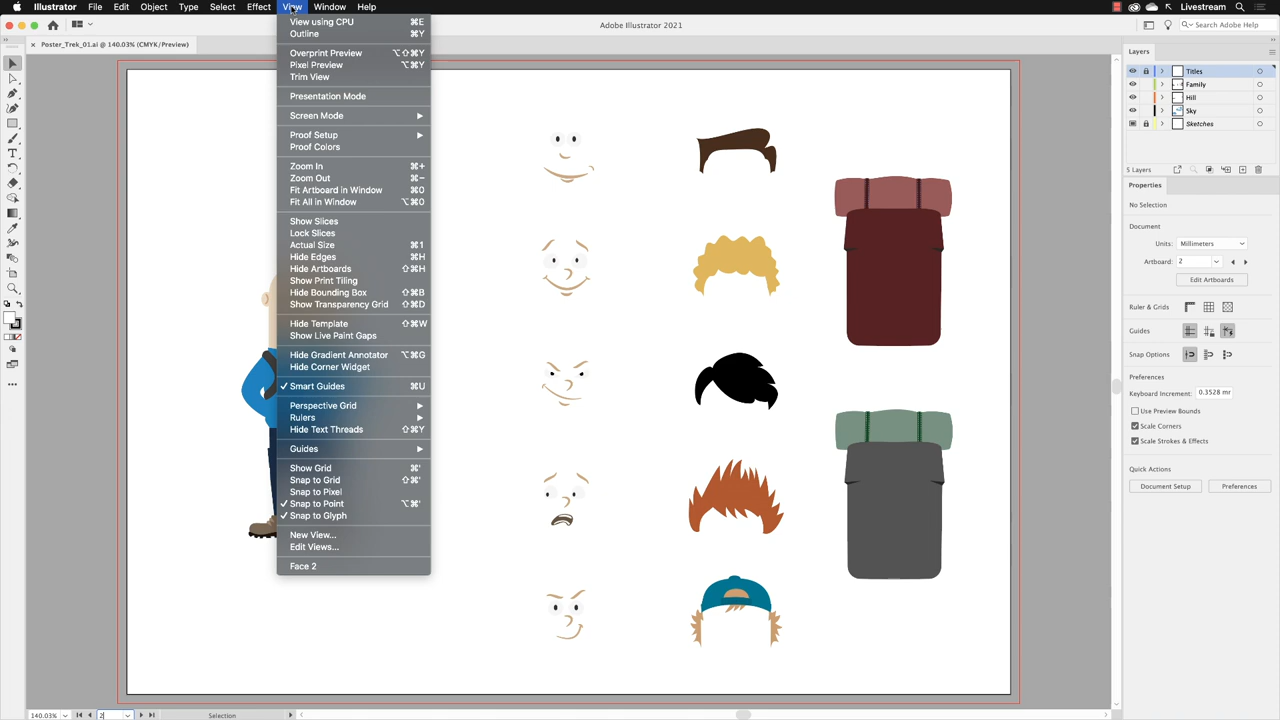 Illustrator File Edit Object Type Select Effect View Window Help Livestream
Adobe Illustrator 2021
Search Adobe Help
× Poster_Trek_01.ai @ 140.03% (CMYK/Preview)
View using CPU ⌘E
Outline ⌘Y
Overprint Preview ⌥⇧⌘Y
Pixel Preview ⌥⌘Y
Trim View
Presentation Mode
Screen Mode
Proof Setup
Proof Colors
Zoom In ⌘+
Zoom Out ⌘−
Fit Artboard in Window ⌘0
Fit All in Window ⌥⌘0
Show Slices
Lock Slices
Actual Size ⌘1
Hide Edges ⌘H
Hide Artboards ⇧⌘H
Show Print Tiling
Hide Bounding Box ⇧⌘B
Show Transparency Grid ⇧⌘D
Hide Template ⇧⌘W
Show Live Paint Gaps
Hide Gradient Annotator ⌥⌘G
Hide Corner Widget
✓ Smart Guides ⌘U
Perspective Grid
Rulers
Hide Text Threads ⇧⌘Y
Guides
Show Grid ⌘'
Snap to Grid ⇧⌘'
Snap to Pixel
✓ Snap to Point ⌥⌘'
✓ Snap to Glyph
New View...
Edit Views...
Face 2
Layers
Titles
Family
Hill
Sky
Sketches
5 Layers
Properties
No Selection
Document
Units: Millimeters
Artboard: 2
Edit Artboards
Ruler & Grids
Guides
Snap Options
Preferences
Keyboard Increment: 0.3528 mr
Use Preview Bounds
Scale Corners
Scale Strokes & Effects
Quick Actions
Document Setup Preferences
140.03% 2 Selection